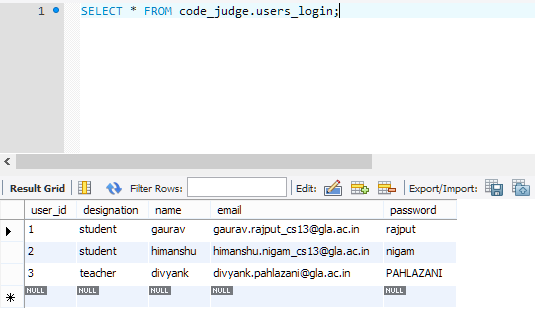 1 SELECT * FROM code_judge.users_login;
Result Grid Filter Rows: Edit: Export/Import:
user_id designation name email password
1 student gaurav gaurav.rajput_cs13@gla.ac.in rajput
2 student himanshu himanshu.nigam_cs13@gla.ac.in nigam
3 teacher divyank divyank.pahlazani@gla.ac.in PAHLAZANI
NULL NULL NULL NULL NULL